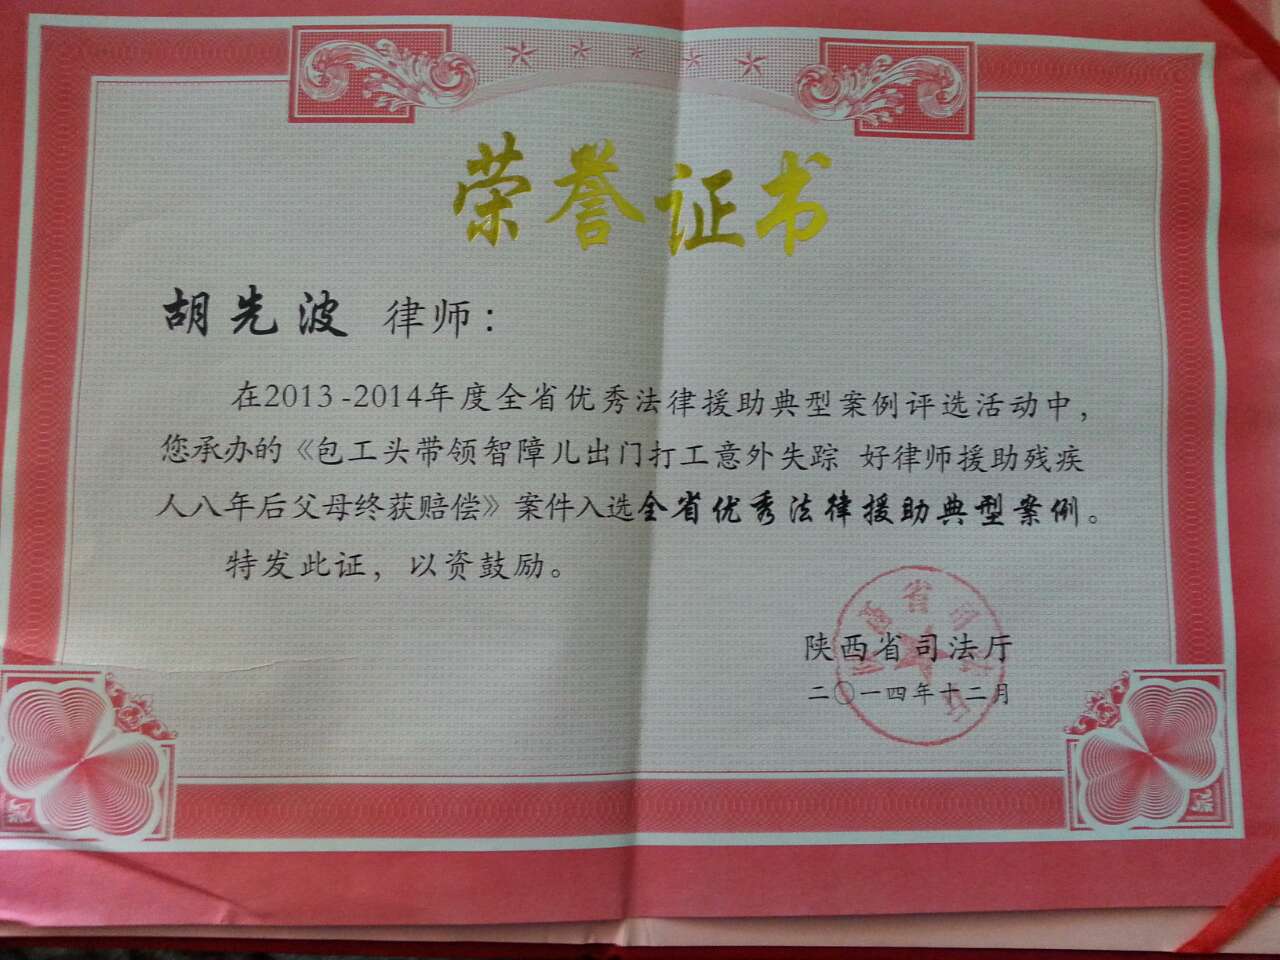 荣誉证书
胡先波 律师：
在2013-2014年度全省优秀法律援助典型案例评选活动中，
您承办的《包工头带领智障儿出门打工意外失踪 好律师援助残疾
人八年后父母终获赔偿》案件入选全省优秀法律援助典型案例。
特发此证，以资鼓励。
陕西省司法厅
二〇一四年十二月